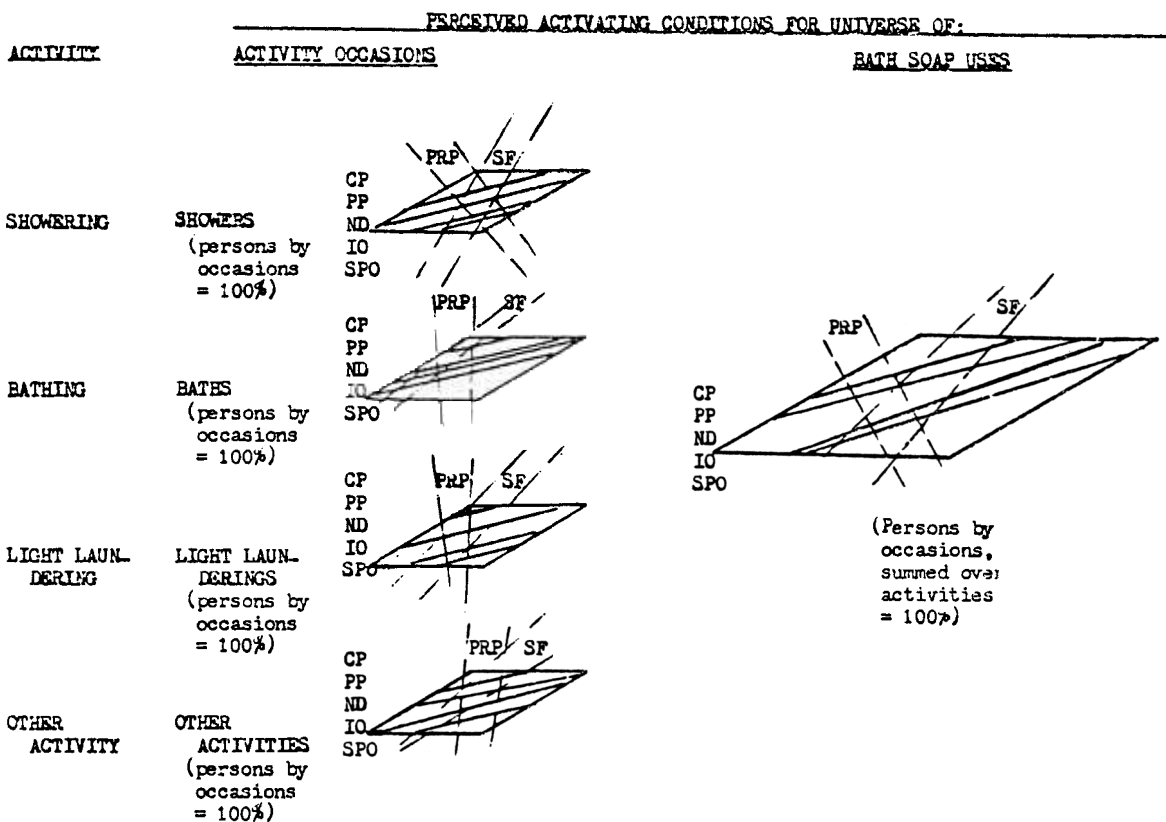 PERCEIVED ACTIVATING CONDITIONS FOR UNIVERSE OF:
ACTIVITY
ACTIVITY OCCASIONS
BATH SOAP USES
SHOWERING
SHOWERS
(persons by
occasions
= 100%)
PRP SF
CP
PP
ND
IO
SPO
BATHING
BATHS
(persons by
occasions
= 100%)
PRP SF
CP
PP
ND
IO
SPO
LIGHT LAUN-
DERING
LIGHT LAUN-
DERINGS
(persons by
occasions
= 100%)
PRP SF
CP
PP
ND
IO
SPO
OTHER
ACTIVITY
OTHER
ACTIVITIES
(persons by
occasions
= 100%)
PRP SF
CP
PP
ND
IO
SPO
PRP SF
CP
PP
ND
IO
SPO
(Persons by
occasions,
summed over
activities
= 100%)